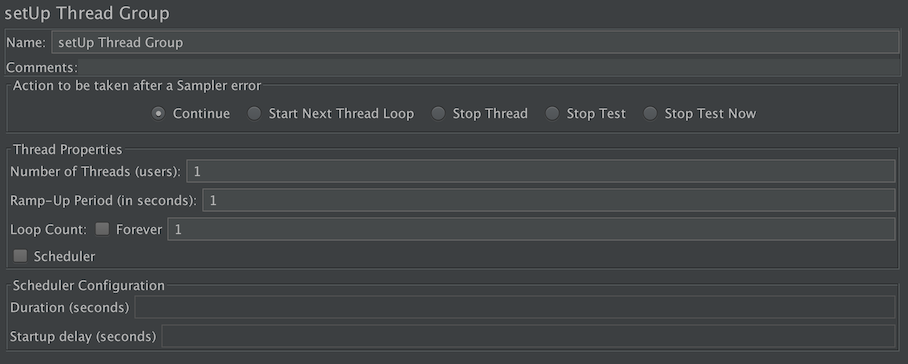 setUp Thread Group
Name: setUp Thread Group
Comments:
Action to be taken after a Sampler error
Continue Start Next Thread Loop Stop Thread Stop Test Stop Test Now
Thread Properties
Number of Threads (users): 1
Ramp-Up Period (in seconds): 1
Loop Count: Forever 1
Scheduler
Scheduler Configuration
Duration (seconds)
Startup delay (seconds)